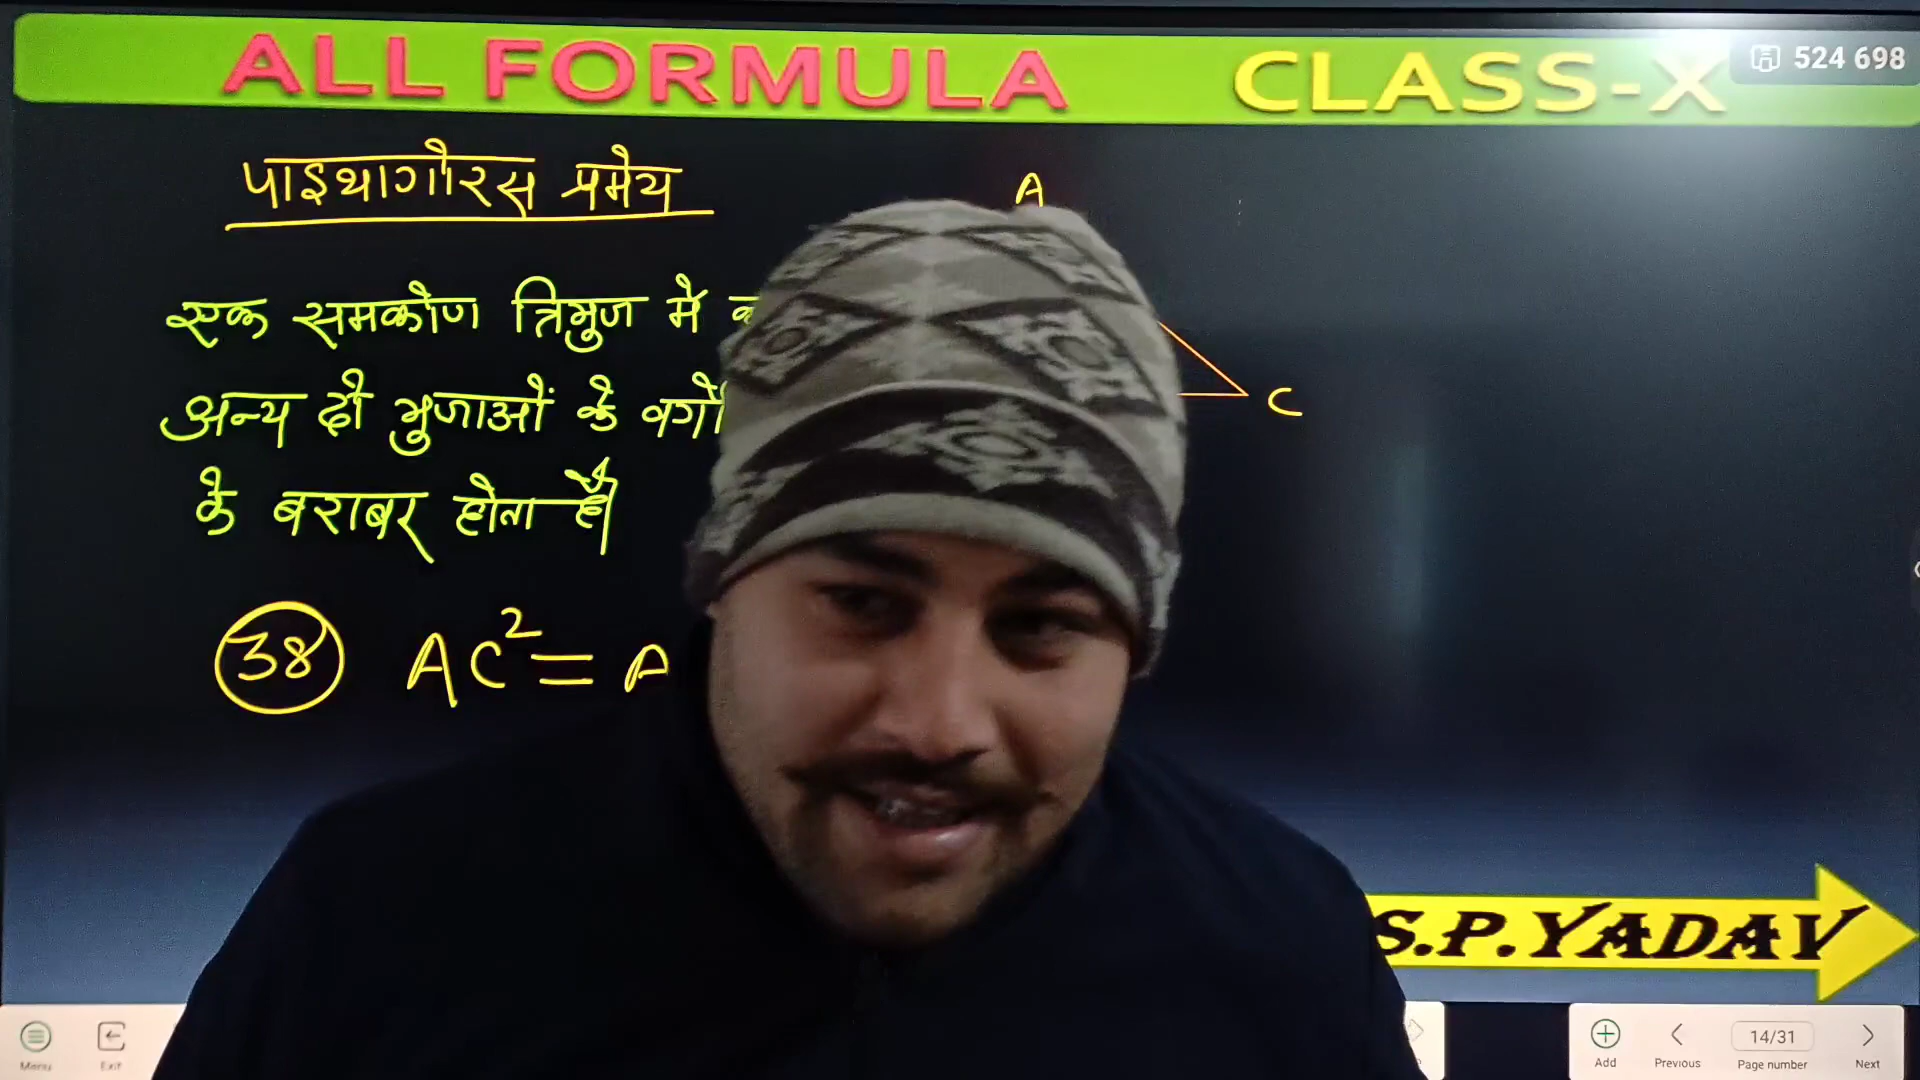 ALL FORMULA CLASS-X
524 698
पाइथागोरस प्रमेय
A
एक समकोण त्रिभुज में
अन्य दो भुजाओं के वर्गों
C
के बराबर होता है।
38 AC²= A
S.P.YADAV
Menu Exit Add Previous 14/31 Page number Next